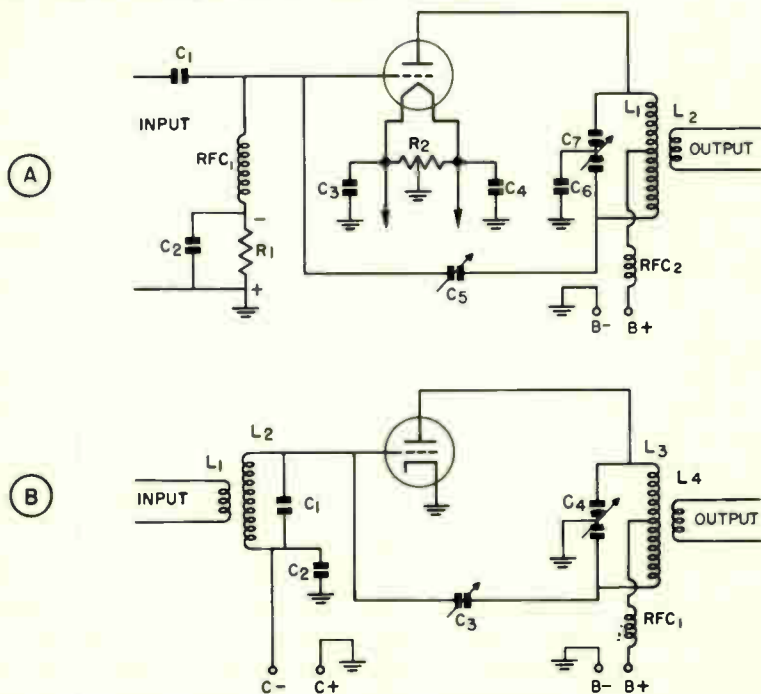 A
C1
INPUT
RFC1
C2
-
R1
+
R2
C3
C4
C5
C7
C6
L1
L2
OUTPUT
RFC2
B- B+
B
L1
L2
INPUT
C1
C2
C- C+
C3
C4
L3
L4
OUTPUT
RFC1
B- B+